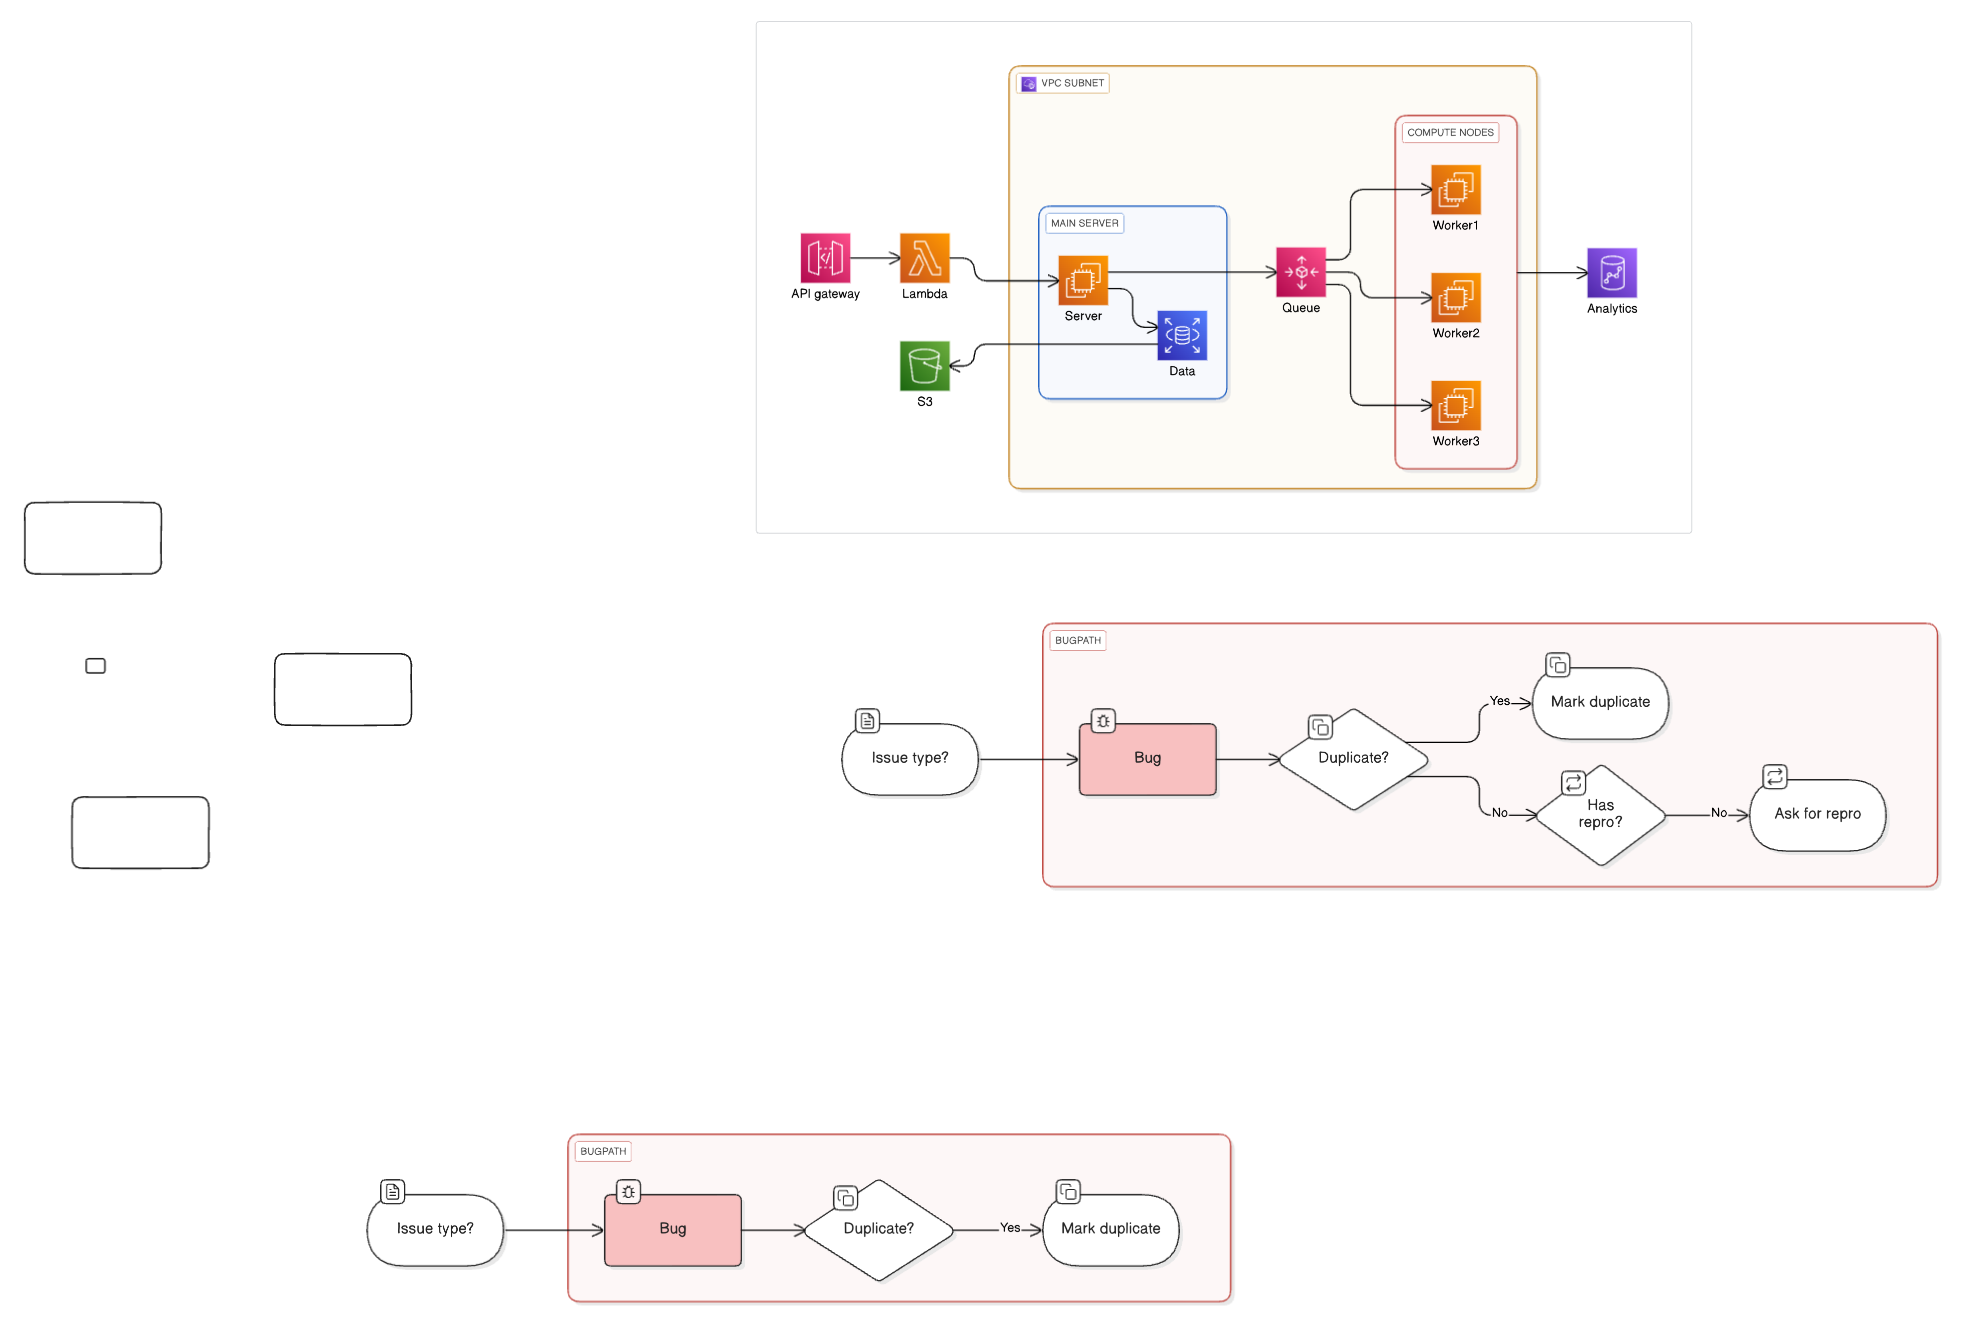 VPC SUBNET
COMPUTE NODES
Worker1
MAIN SERVER
API gateway
Lambda
Server
Queue
Worker2
Analytics
Data
S3
Worker3
BUGPATH
Issue type?
Bug
Duplicate?
Yes
Mark duplicate
No
Has
repro?
No
Ask for repro
BUGPATH
Issue type?
Bug
Duplicate?
Yes
Mark duplicate